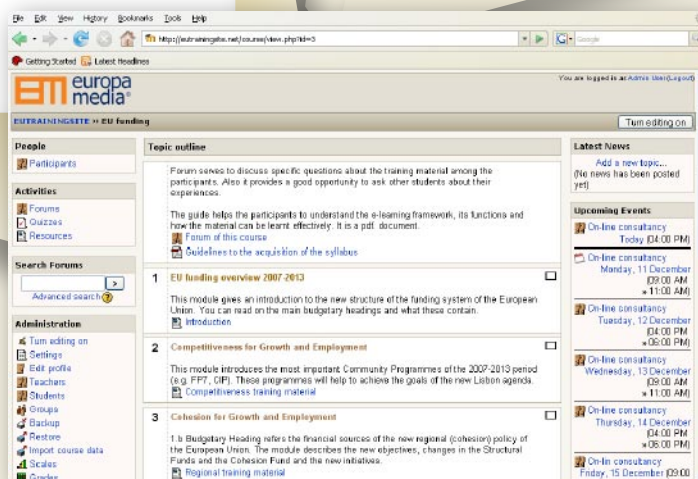 File Edit View History Bookmarks Tools Help
http://eutrainingsite.net/course/view.php?id=3
Google
Getting Started Latest Headlines
europa
media
You are logged in as Admin User (Logout)
EUTRAININGSITE » EU funding
Turn editing on
People
Participants
Activities
Forums
Quizzes
Resources
Search Forums
>
Advanced search
Administration
Turn editing on
Settings
Edit profile
Teachers
Students
Groups
Backup
Restore
Import course data
Scales
Grades
Topic outline
Forum serves to discuss specific questions about the training material among the
participants. Also it provides a good opportunity to ask other students about their
experiences.
The guide helps the participants to understand the e-learning framework, its functions and
how the material can be learnt effectively. It is a pdf. document.
Forum of this course
Guidelines to the acquisition of the syllabus
1 EU funding overview 2007-2013
This module gives an introduction to the new structure of the funding system of the European
Union. You can read on the main budgetary headings and what these contain.
Introduction
2 Competitiveness for Growth and Employment
This module introduces the most important Community Programmes of the 2007-2013 period
(e.g. FP7, CIP). These programmes will help to achieve the goals of the new Lisbon agenda.
Competitiveness training material
3 Cohesion for Growth and Employment
1.b Budgetary Heading refers the financial sources of the new regional (cohesion) policy of
the European Union. The module describes the new objectives, changes in the Structural
Funds and the Cohesion Fund and the new initiatives.
Regional training material
Latest News
Add a new topic...
(No news has been posted
yet)
Upcoming Events
On-line consultancy
Today (04:00 PM)
On-line consultancy
Monday, 11 December
(09:00 AM
» 11:00 AM)
On-line consultancy
Tuesday, 12 December
(04:00 PM
» 06:00 PM)
On-line consultancy
Wednesday, 13 December
(09:00 AM
» 11:00 AM)
On-line consultancy
Thursday, 14 December
(04:00 PM
» 06:00 PM)
On-lin consultancy
Friday, 15 December (09:00